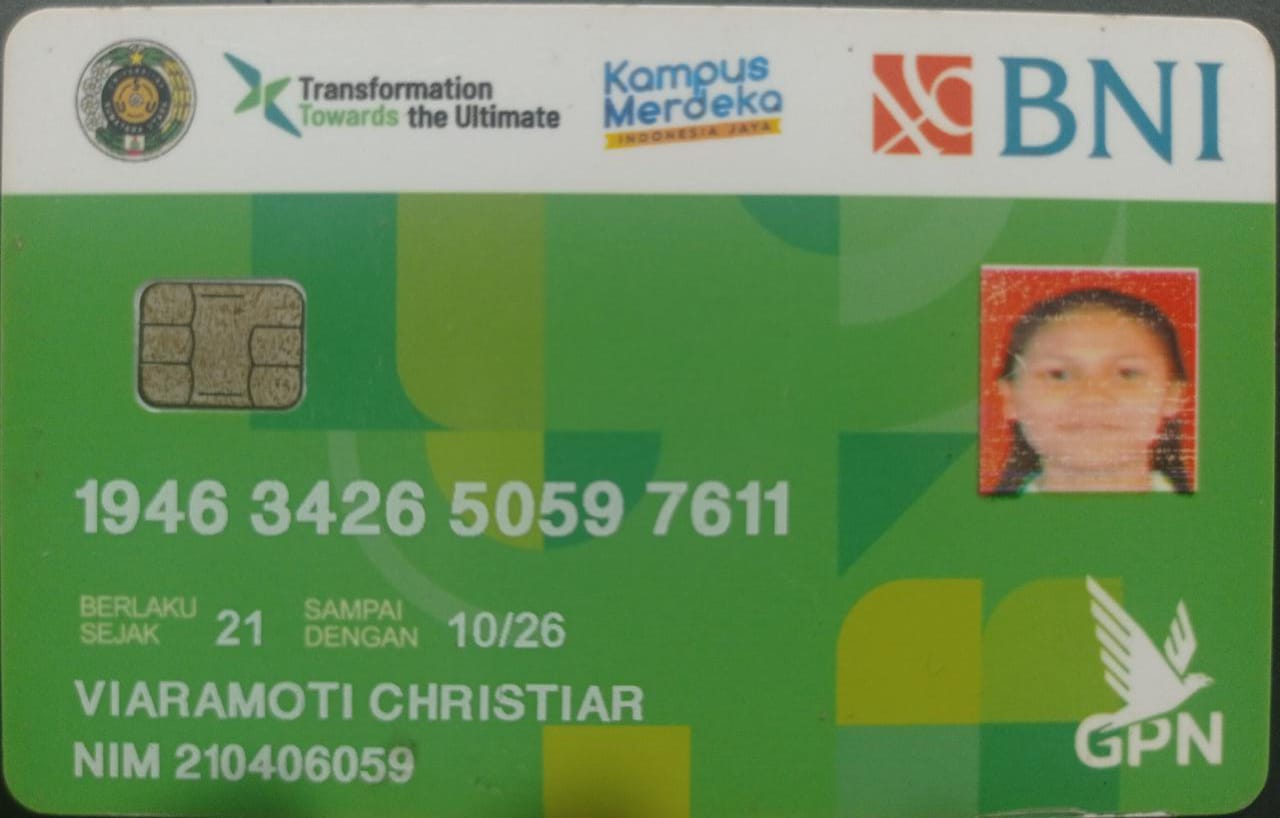 Transformation
Towards the Ultimate
Kampus
Merdeka
INDONESIA JAYA
BNI
1946 3426 5059 7611
BERLAKU SEJAK 21 SAMPAI DENGAN 10/26
VIARAMOTI CHRISTIAR
NIM 210406059
GPN